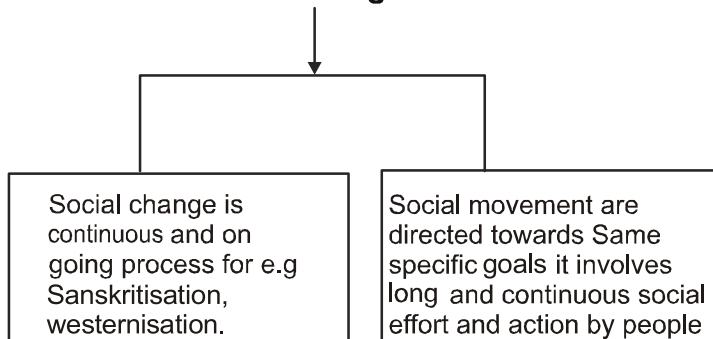 Social change is
continuous and on
going process for e.g
Sanskritisation,
westernisation.
Social movement are
directed towards Same
specific goals it involves
long and continuous social
effort and action by people